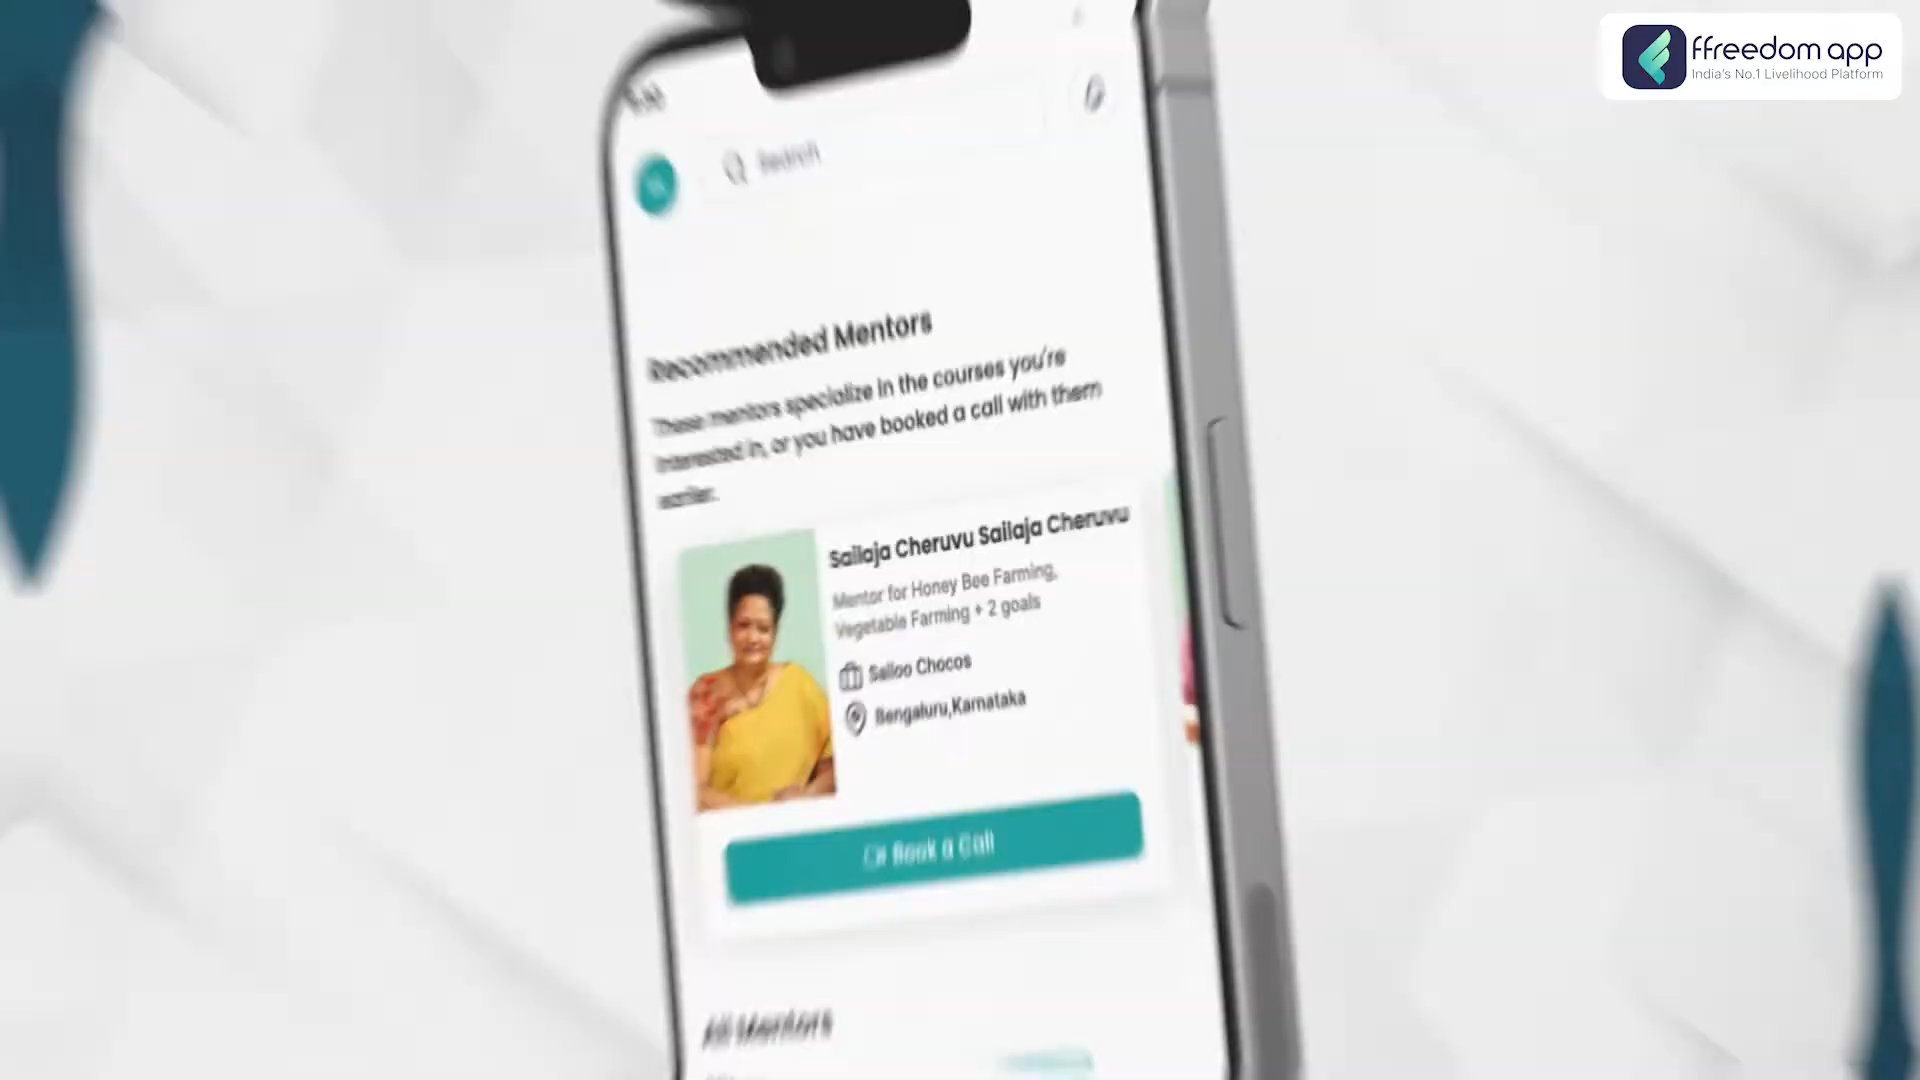 ffreedom app
India's No.1 Livelihood Platform
Search
Recommended Mentors
These mentors specialize in the courses you're
interested in, or you have booked a call with them
earlier.
Sailaja Cheruvu Sailaja Cheruvu
Mentor for Honey Bee Farming,
Vegetable Farming + 2 goals
Sailoo Chocos
Bengaluru,Karnataka
Book a Call
All Mentors